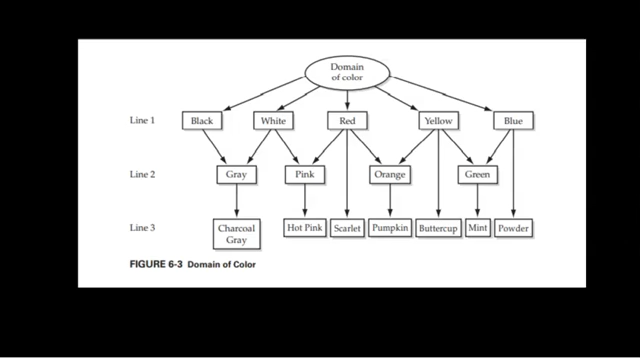 Domain
of color
Line 1
Black
White
Red
Yellow
Blue
Line 2
Gray
Pink
Orange
Green
Line 3
Charcoal
Gray
Hot Pink
Scarlet
Pumpkin
Buttercup
Mint
Powder
FIGURE 6-3 Domain of Color